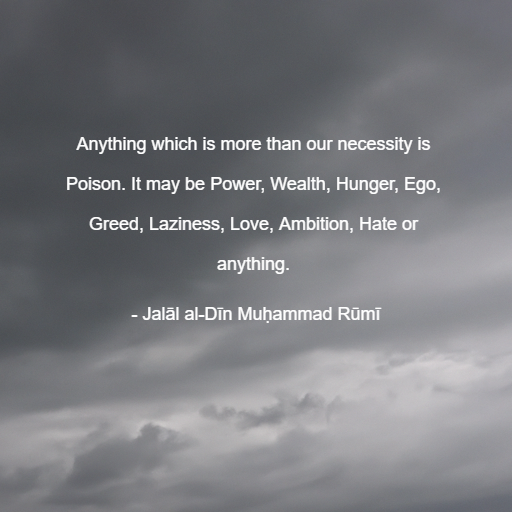 Anything which is more than our necessity is
Poison. It may be Power, Wealth, Hunger, Ego,
Greed, Laziness, Love, Ambition, Hate or
anything.
- Jalāl al-Dīn Muḥammad Rūmī